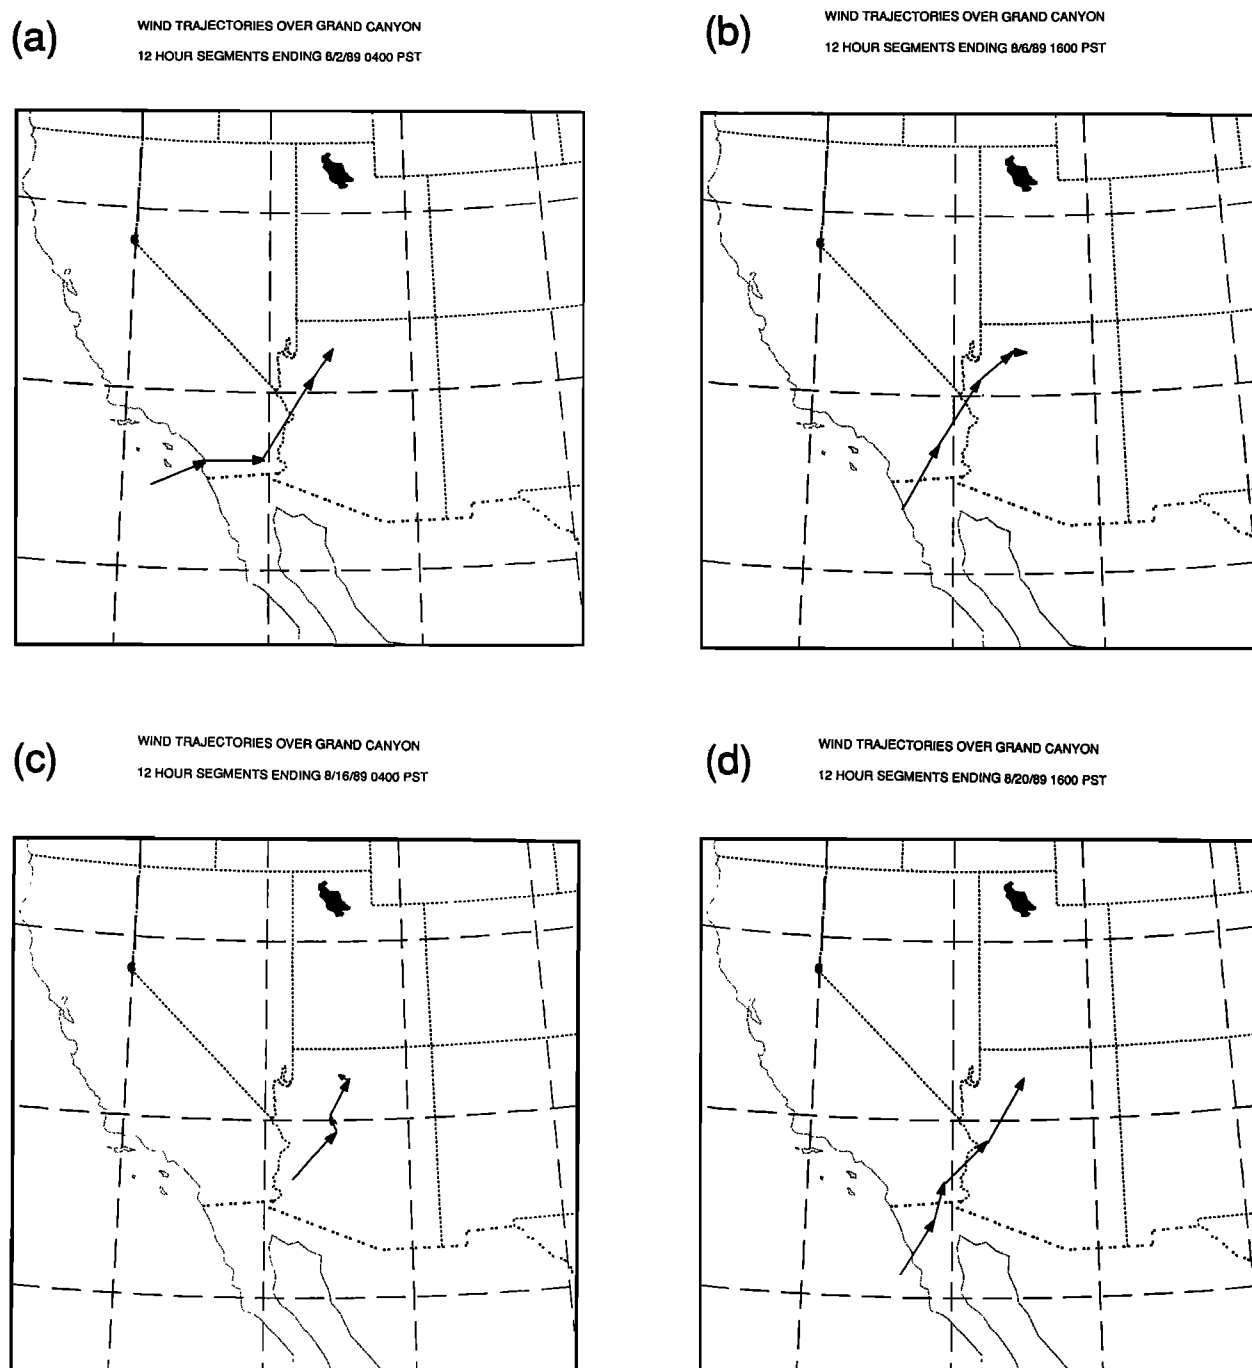 (a)
WIND TRAJECTORIES OVER GRAND CANYON
12 HOUR SEGMENTS ENDING 8/2/89 0400 PST
(b)
WIND TRAJECTORIES OVER GRAND CANYON
12 HOUR SEGMENTS ENDING 8/6/89 1600 PST
(c)
WIND TRAJECTORIES OVER GRAND CANYON
12 HOUR SEGMENTS ENDING 8/16/89 0400 PST
(d)
WIND TRAJECTORIES OVER GRAND CANYON
12 HOUR SEGMENTS ENDING 8/20/89 1600 PST